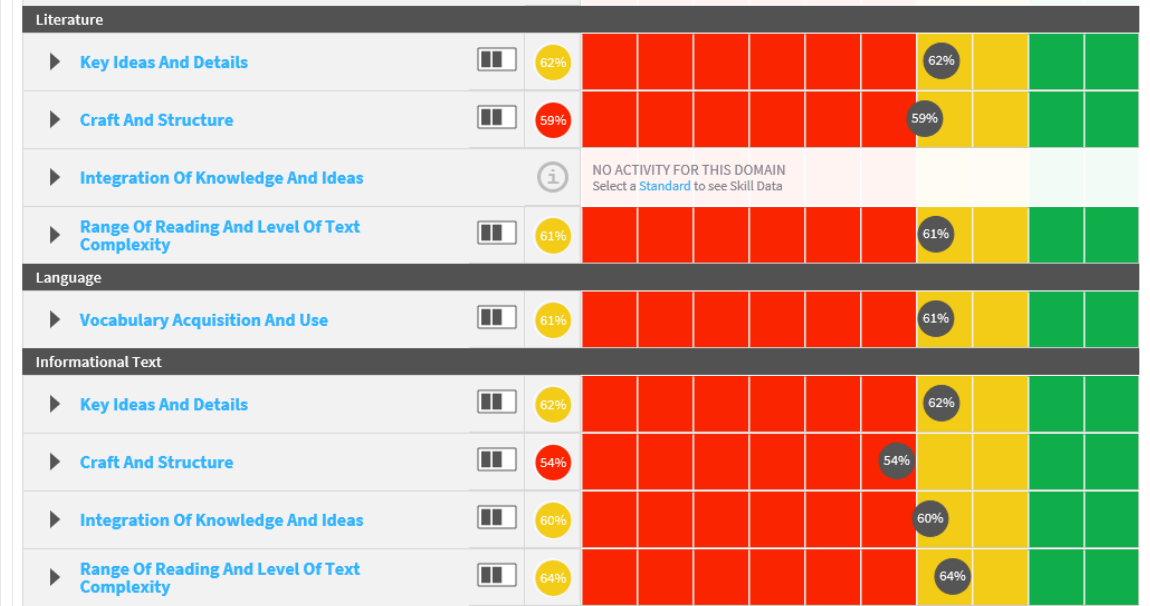 Literature
Key Ideas And Details 62% 62%
Craft And Structure 59% 59%
Integration Of Knowledge And Ideas i NO ACTIVITY FOR THIS DOMAIN
Select a Standard to see Skill Data
Range Of Reading And Level Of Text
Complexity 61% 61%
Language
Vocabulary Acquisition And Use 61% 61%
Informational Text
Key Ideas And Details 62% 62%
Craft And Structure 54% 54%
Integration Of Knowledge And Ideas 60% 60%
Range Of Reading And Level Of Text
Complexity 64% 64%